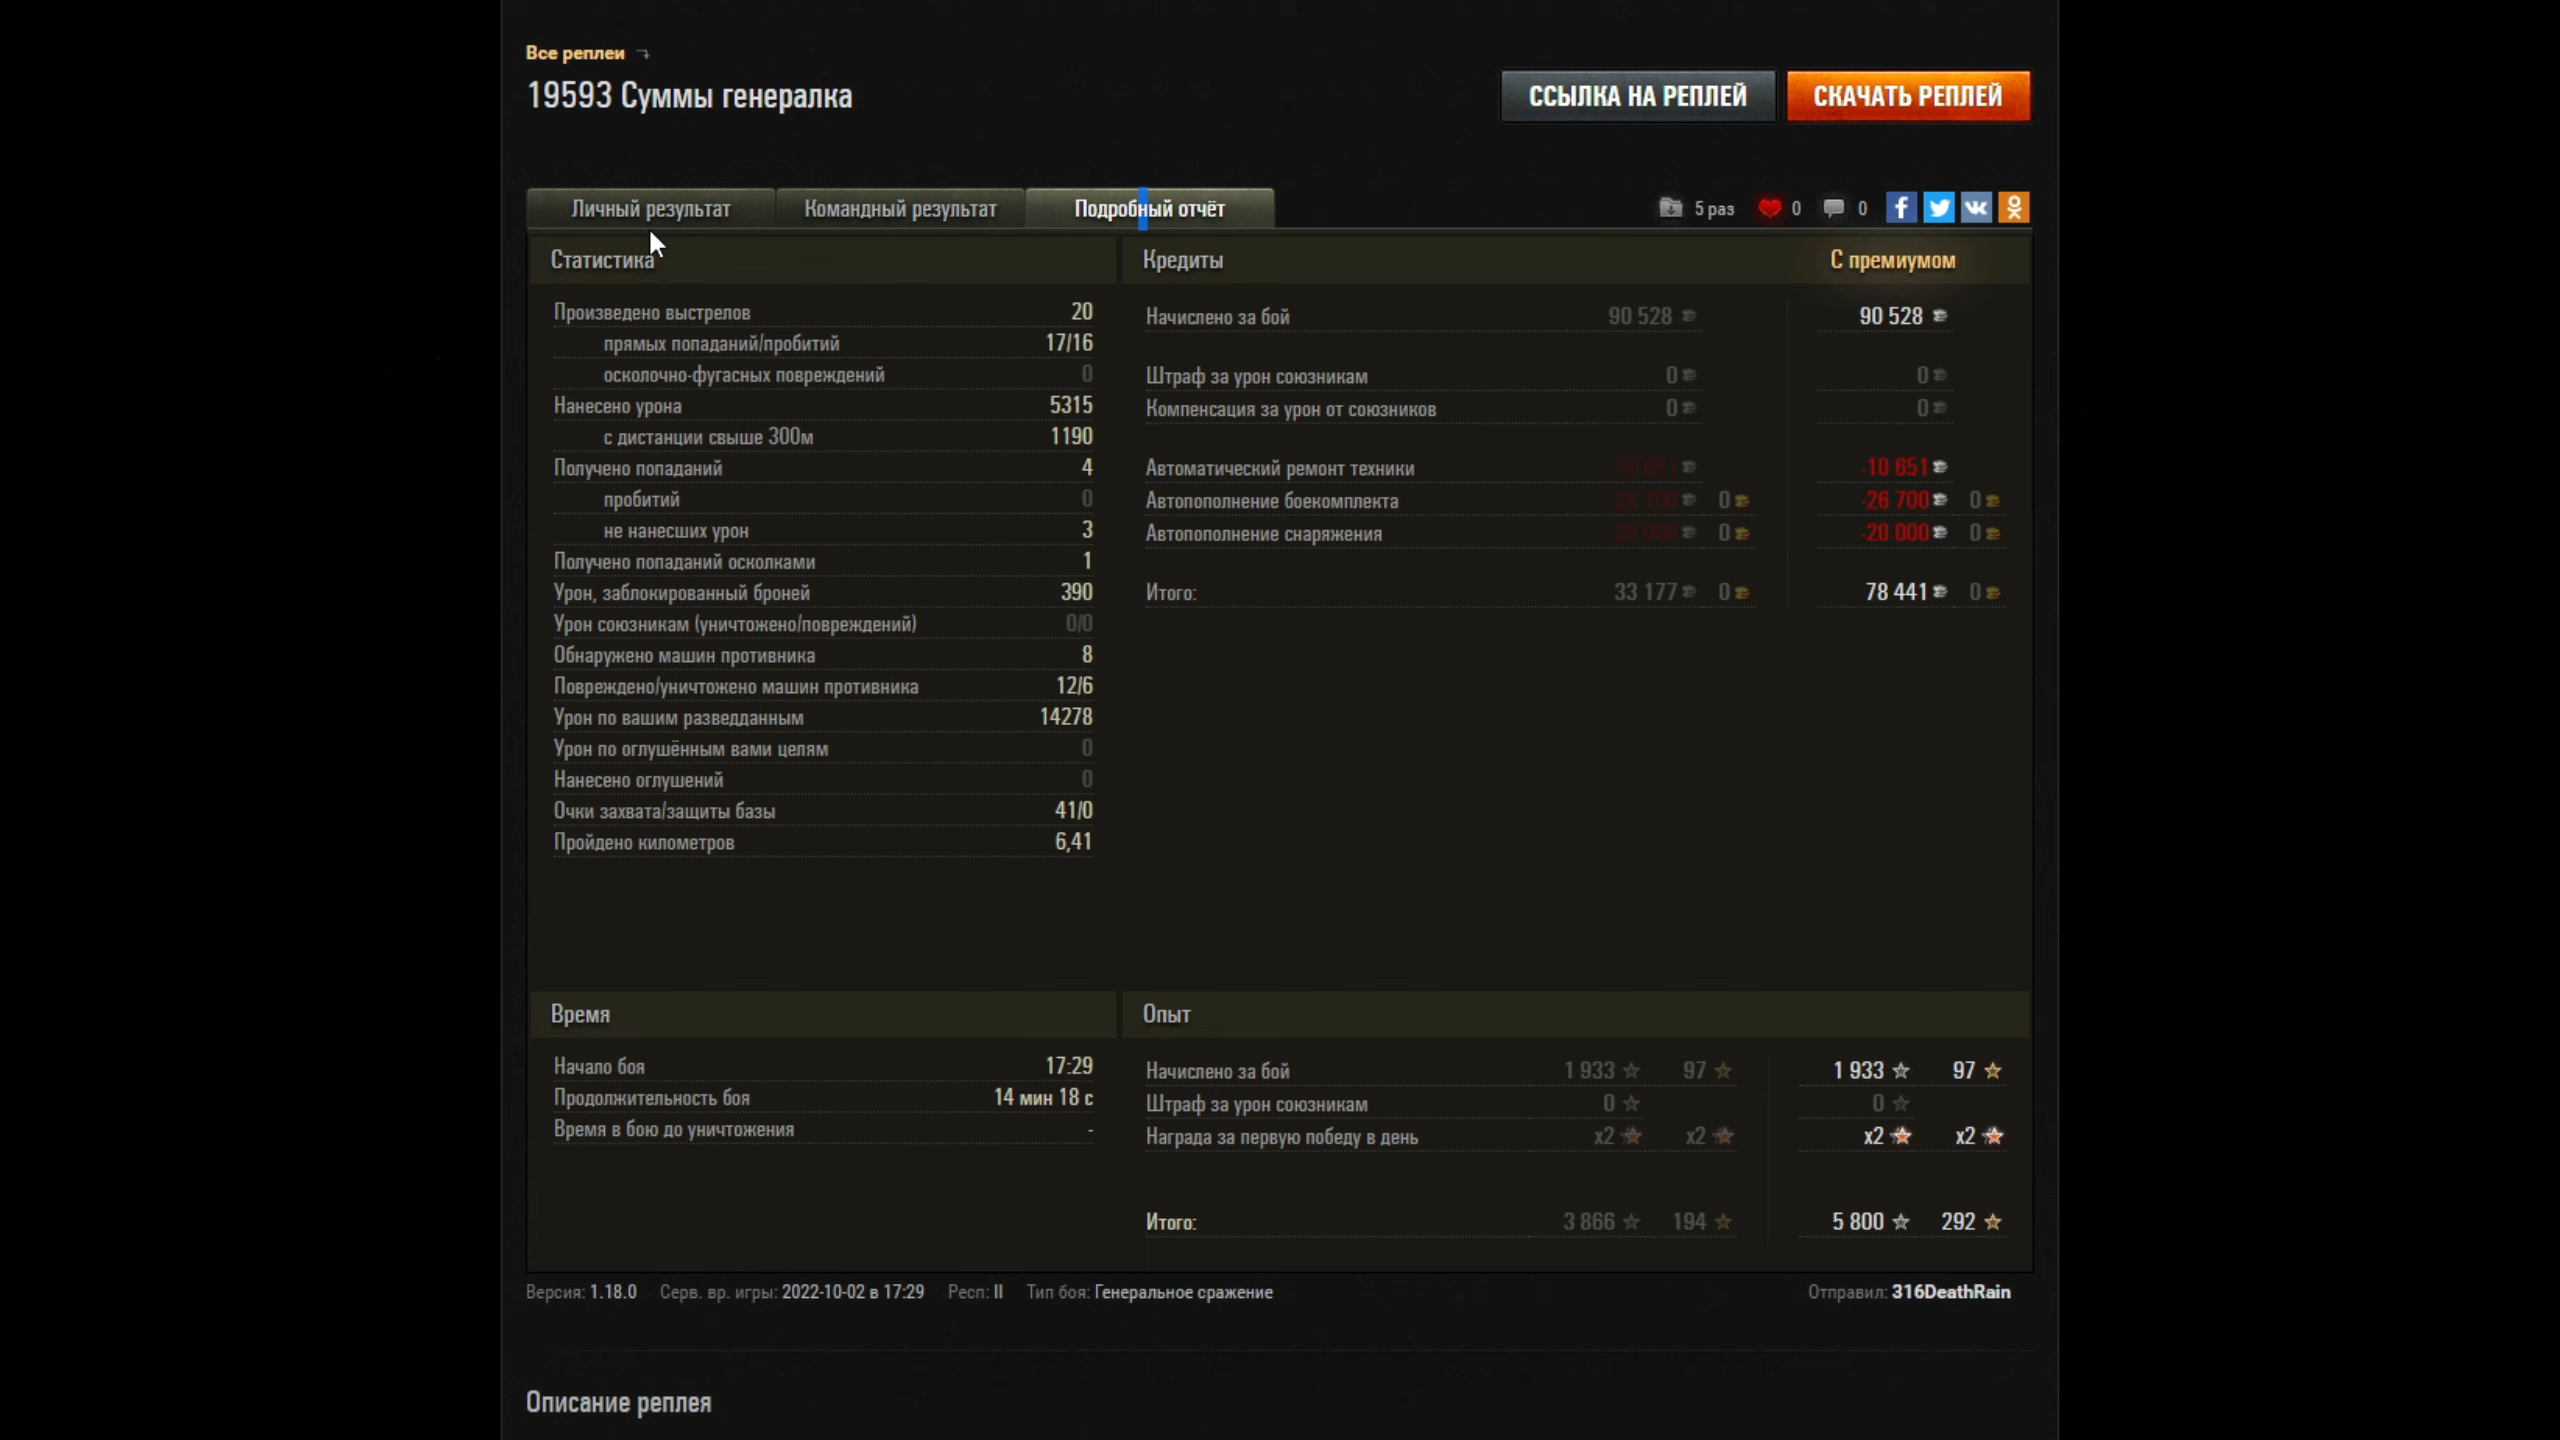 Все реплеи
19593 Суммы генералка
ССЫЛКА НА РЕПЛЕЙ
СКАЧАТЬ РЕПЛЕЙ
Личный результат
Командный результат
Подробный отчёт
5 раз
0
0
Статистика
Произведено выстрелов 20
прямых попаданий/пробитий 17/16
осколочно-фугасных повреждений 0
Нанесено урона 5315
с дистанции свыше 300м 1190
Получено попаданий 4
пробитий 0
не нанесших урон 3
Получено попаданий осколками 1
Урон, заблокированный броней 390
Урон союзникам (уничтожено/повреждений) 0/0
Обнаружено машин противника 8
Повреждено/уничтожено машин противника 12/6
Урон по вашим разведданным 14278
Урон по оглушённым вами целям 0
Нанесено оглушений 0
Очки захвата/защиты базы 41/0
Пройдено километров 6,41
Кредиты С премиумом
Начислено за бой 90 528 90 528
Штраф за урон союзникам 0 0
Компенсация за урон от союзников 0 0
Автоматический ремонт техники -10 651 -10 651
Автопополнение боекомплекта -26 700 0 -26 700 0
Автопополнение снаряжения -20 000 0 -20 000 0
Итого: 33 177 0 78 441 0
Время
Начало боя 17:29
Продолжительность боя 14 мин 18 с
Время в бою до уничтожения -
Опыт
Начислено за бой 1 933 97 1 933 97
Штраф за урон союзникам 0 0
Награда за первую победу в день x2 x2 x2 x2
Итого: 3 866 194 5 800 292
Версия: 1.18.0 Серв. вр. игры: 2022-10-02 в 17:29 Респ: II Тип боя: Генеральное сражение
Отправил: 316DeathRain
Описание реплея